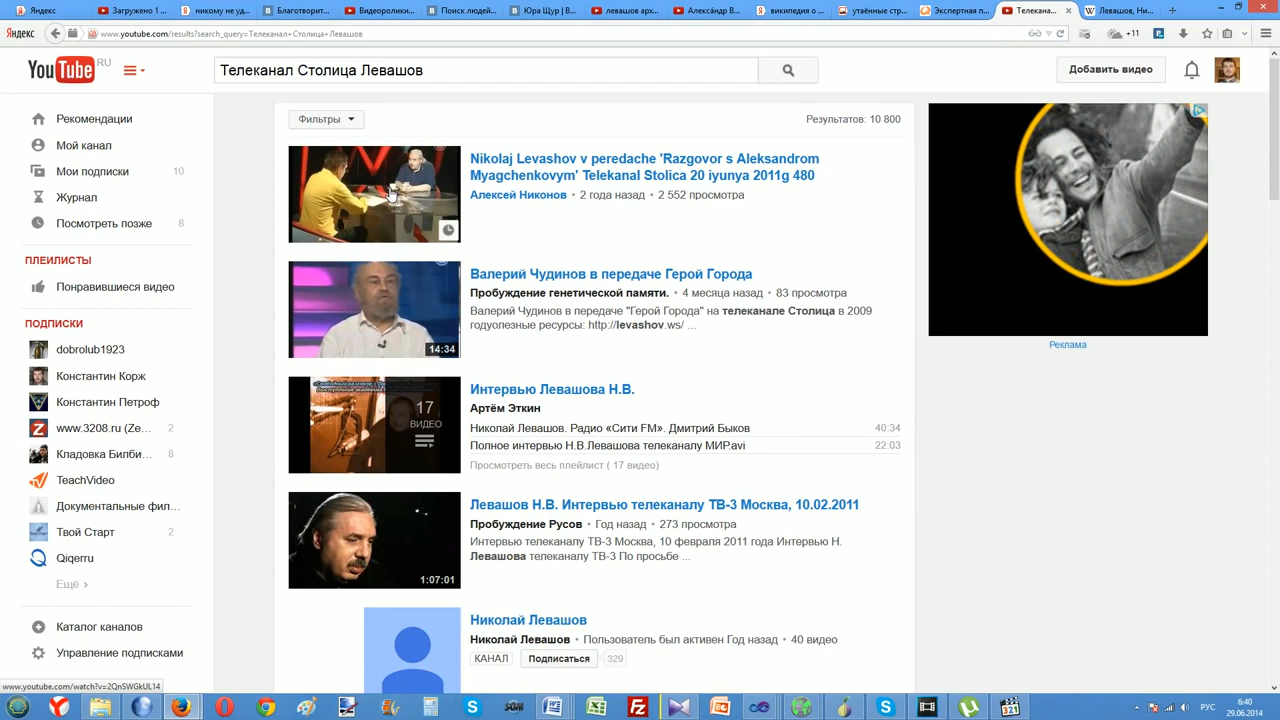 Яндекс
Загружено 1...
никому не уд...
Благотворит...
Видеоролики...
Поиск людей...
Юра Щур | В...
левашов арх...
Алекса́ндр В...
википедия о ...
утаённые стр...
Экспертная п...
Телекана...
W Левашов, Ни...
Яндекс
www.youtube.com/results?search_query=Телеканал+Столица+Левашов
+11
YouTube RU
Телеканал Столица Левашов
Добавить видео
Рекомендации
Мой канал
Мои подписки 10
Журнал
Посмотреть позже 8
ПЛЕЙЛИСТЫ
Понравившиеся видео
ПОДПИСКИ
dobrolub1923
Константин Корж
Константин Петроф
www.3208.ru (Ze... 2
Кладовка Билби... 8
TeachVideo
Документальные фил...
Твой Старт 2
Qiqerru
Ещё ›
Каталог каналов
Управление подписками
Фильтры
Результатов: 10 800
Nikolaj Levashov v peredache 'Razgovor s Aleksandrom
Myagchenkovym' Telekanal Stolica 20 iyunya 2011g 480
Алексей Никонов • 2 года назад • 2 552 просмотра
Валерий Чудинов в передаче Герой Города
Пробуждение генетической памяти. • 4 месяца назад • 83 просмотра
Валерий Чудинов в передаче "Герой Города" на телеканале Столица в 2009
годуолезные ресурсы: http://levashov.ws/ ...
14:34
Интервью Левашова Н.В.
Артём Эткин
Николай Левашов. Радио «Сити FM». Дмитрий Быков 40:34
Полное интервью Н.В.Левашова телеканалу МИР.avi 22:03
Просмотреть весь плейлист ( 17 видео)
17
ВИДЕО
Левашов Н.В. Интервью телеканалу ТВ-3 Москва, 10.02.2011
Пробуждение Русов • Год назад • 273 просмотра
Интервью телеканалу ТВ-3 Москва, 10 февраля 2011 года Интервью Н.
Левашова телеканалу ТВ-3 По просьбе ...
1:07:01
Николай Левашов
Николай Левашов • Пользователь был активен Год назад • 40 видео
КАНАЛ
Подписаться 329
Реклама
www.youtube.com/watch?v=2QnSWGkUL14
РУС
6:40
29.06.2014